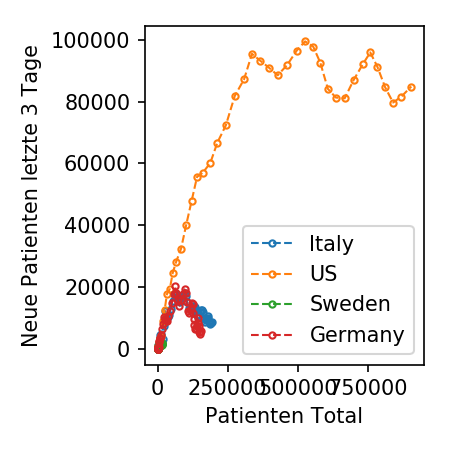 Neue Patienten letzte 3 Tage
100000
80000
60000
40000
20000
0
Italy
US
Sweden
Germany
0 250000 500000 750000
Patienten Total